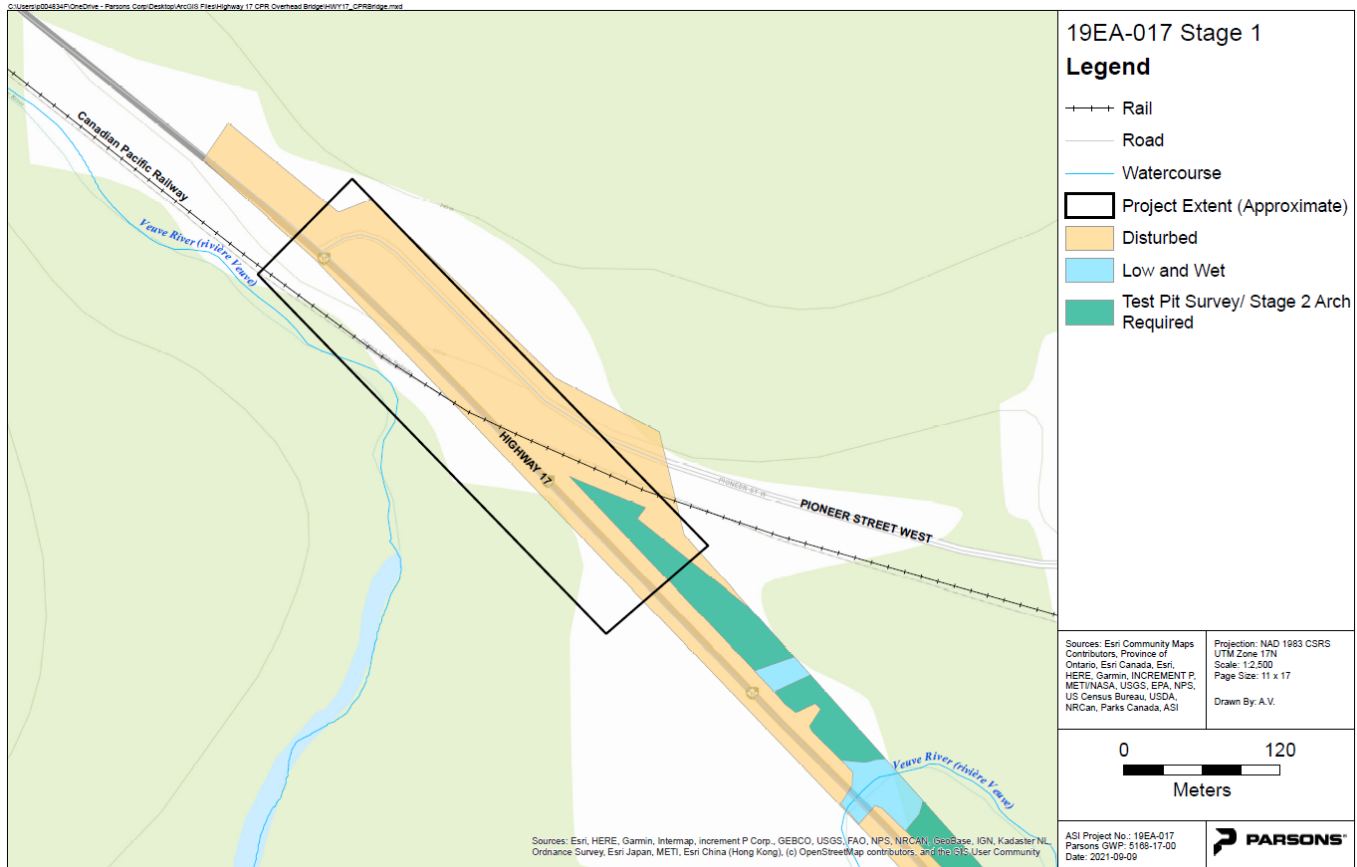 C:\Users\p004834F\OneDrive - Parsons Corp\Desktop\ArcGIS Files\Highway 17 CPR Overhead Bridge\HWY17_CPRBridge.mxd
Canadian Pacific Railway
Veuve River (rivière Veuve)
HIGHWAY 17
PIONEER ST W
PIONEER STREET WEST
Veuve River (rivière Veuve)
Sources: Esri, HERE, Garmin, Intermap, increment P Corp., GEBCO, USGS, FAO, NPS, NRCAN, GeoBase, IGN, Kadaster NL,
Ordnance Survey, Esri Japan, METI, Esri China (Hong Kong), (c) OpenStreetMap contributors, and the GIS User Community
19EA-017 Stage 1
Legend
Rail
Road
Watercourse
Project Extent (Approximate)
Disturbed
Low and Wet
Test Pit Survey/ Stage 2 Arch
Required
Sources: Esri Community Maps
Contributors, Province of
Ontario, Esri Canada, Esri,
HERE, Garmin, INCREMENT P,
METI/NASA, USGS, EPA, NPS,
US Census Bureau, USDA,
NRCan, Parks Canada, ASI
Projection: NAD 1983 CSRS
UTM Zone 17N
Scale: 1:2,500
Page Size: 11 x 17
Drawn By: A.V.
0 120
Meters
ASI Project No.: 19EA-017
Parsons GWP: 5168-17-00
Date: 2021-09-09
PARSONS